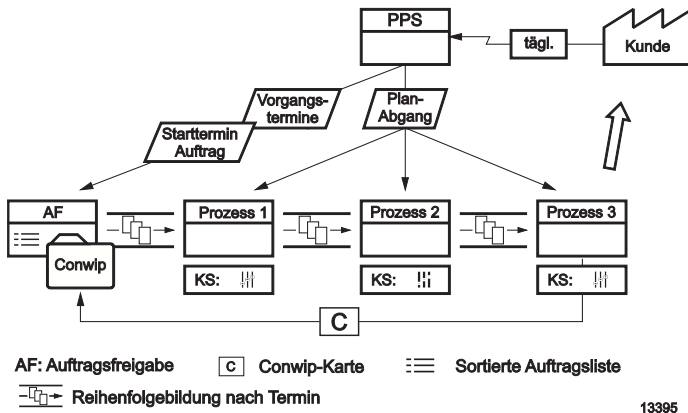 PPS
tägl.
Kunde
Vorgangs-
termine
Plan-
Abgang
Starttermin
Auftrag
AF
Prozess 1
Prozess 2
Prozess 3
Conwip
KS:
KS:
KS:
C
AF: Auftragsfreigabe
C
Conwip-Karte
Sortierte Auftragsliste
Reihenfolgebildung nach Termin
13395